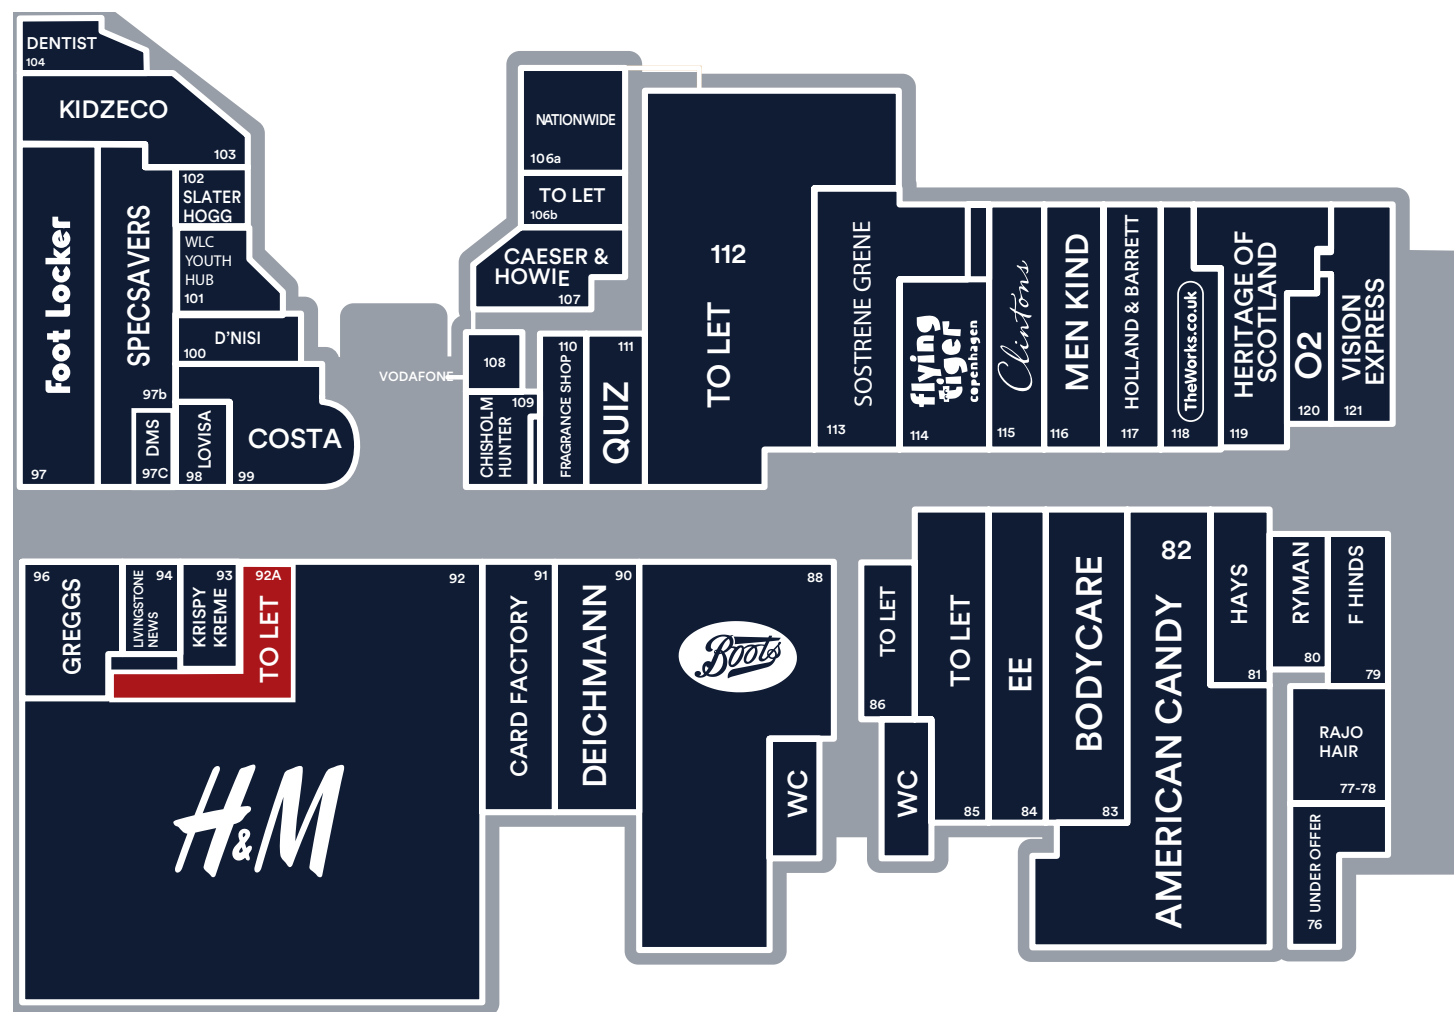 DENTIST
104
KIDZECO
103
Foot Locker
97
SPECSAVERS
97b
102
SLATER
HOGG
WLC
YOUTH
HUB
101
D'NISI
100
DMS
97C
LOVISA
98
COSTA
99
VODAFONE
NATIONWIDE
106a
TO LET
106b
CAESER &
HOWIE
107
108
109
CHISHOLM
HUNTER
110
FRAGRANCE SHOP
111
QUIZ
112
TO LET
SOSTRENE GRENE
113
flying
tiger
copenhagen
114
Clintons
115
MEN KIND
116
HOLLAND & BARRETT
117
TheWorks.co.uk
118
HERITAGE OF
SCOTLAND
119
O2
120
VISION
EXPRESS
121
96
GREGGS
94
LIVINGSTONE
NEWS
93
KRISPY
KREME
92A
TO LET
92
H&M
91
CARD FACTORY
90
DEICHMANN
88
Boots
WC
TO LET
86
WC
TO LET
85
EE
84
BODYCARE
83
82
AMERICAN CANDY
HAYS
81
RYMAN
80
F HINDS
79
RAJO
HAIR
77-78
UNDER OFFER
76